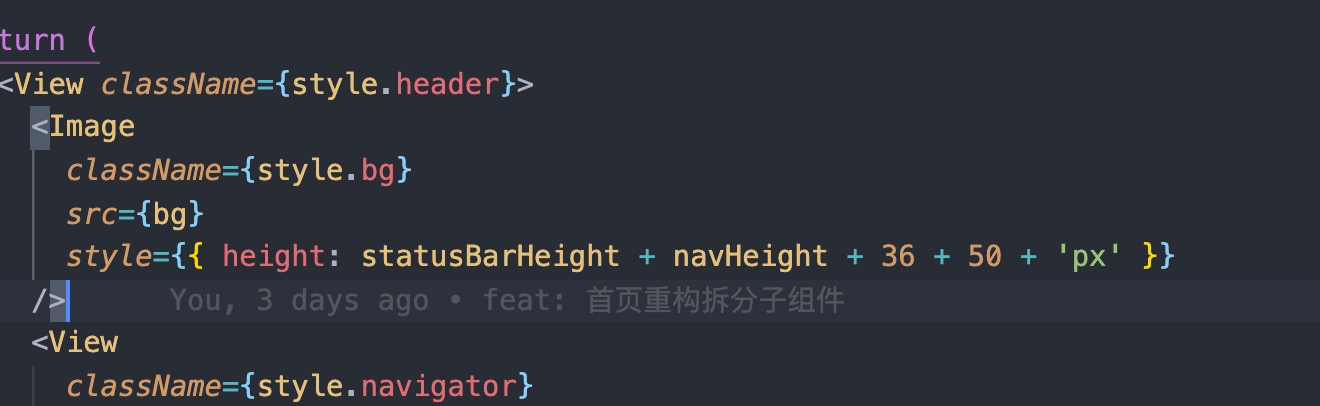 turn (
<View className={style.header}>
<Image
className={style.bg}
src={bg}
style={{ height: statusBarHeight + navHeight + 36 + 50 + 'px' }}
/> You, 3 days ago • feat: 首页重构拆分子组件
<View
className={style.navigator}